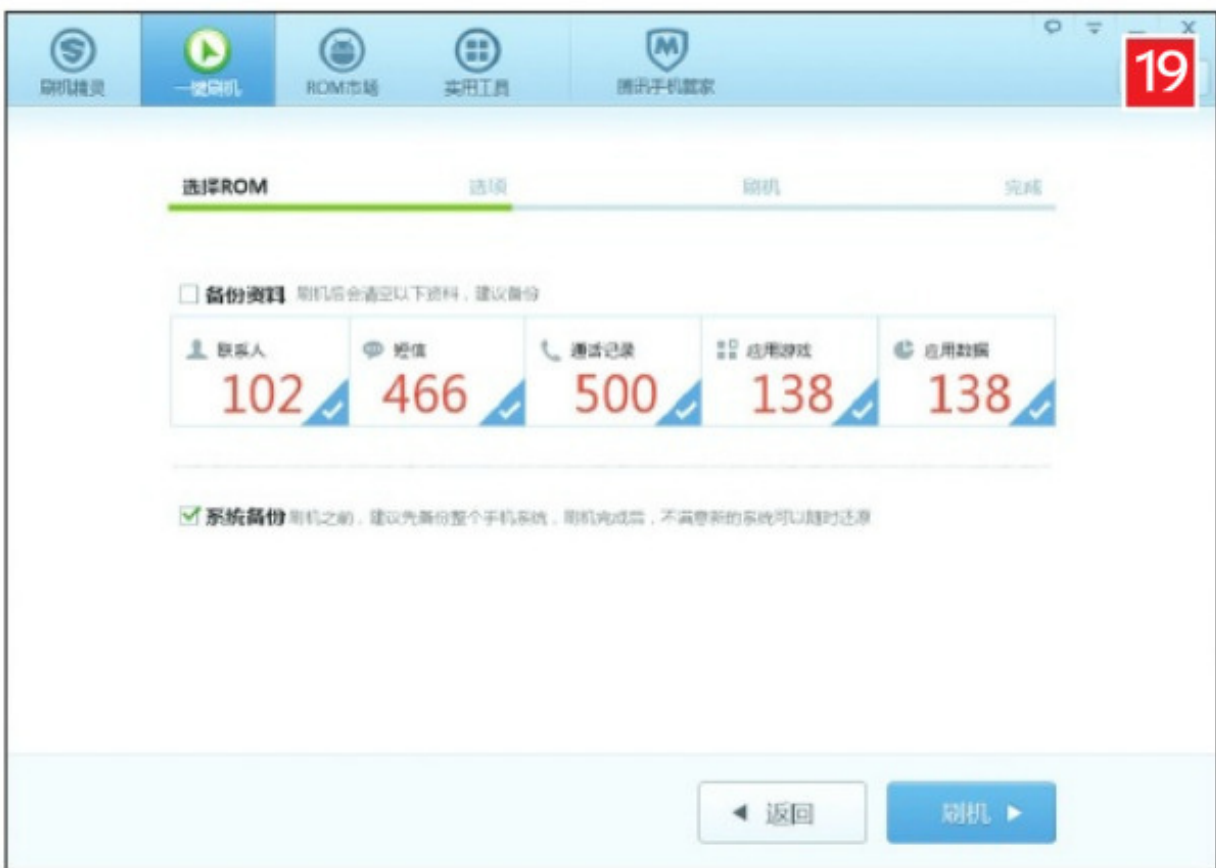 19
刷机精灵
一键刷机
ROM市场
实用工具
腾讯手机管家
选择ROM
选项
刷机
完成
备份资料 刷机后会清空以下资料，建议备份
联系人
短信
通话记录
应用游戏
应用数据
102
466
500
138
138
系统备份 刷机之前，建议先备份整个手机系统，刷机完成后，不满意新的系统可以随时还原
返回
刷机